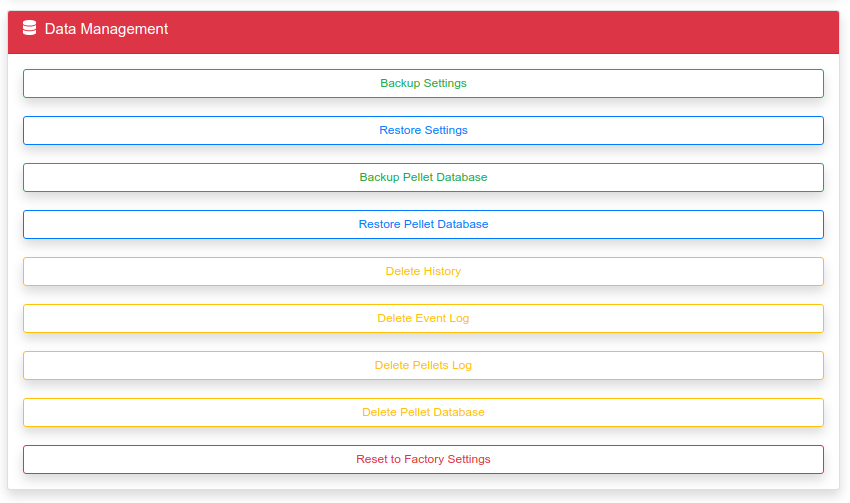 Data Management
Backup Settings
Restore Settings
Backup Pellet Database
Restore Pellet Database
Delete History
Delete Event Log
Delete Pellets Log
Delete Pellet Database
Reset to Factory Settings